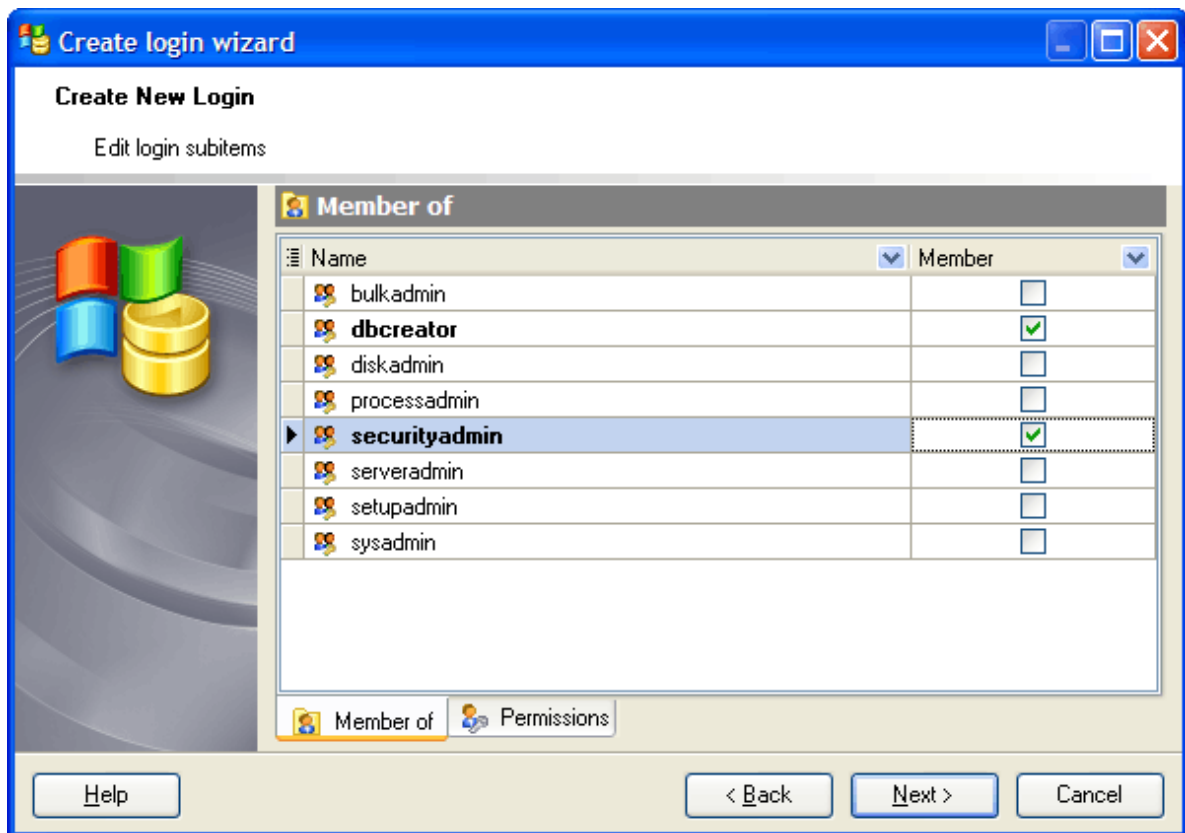 Create login wizard
Create New Login
Edit login subitems
Member of
Name Member
bulkadmin
dbcreator
diskadmin
processadmin
securityadmin
serveradmin
setupadmin
sysadmin
Member of Permissions
Help < Back Next > Cancel